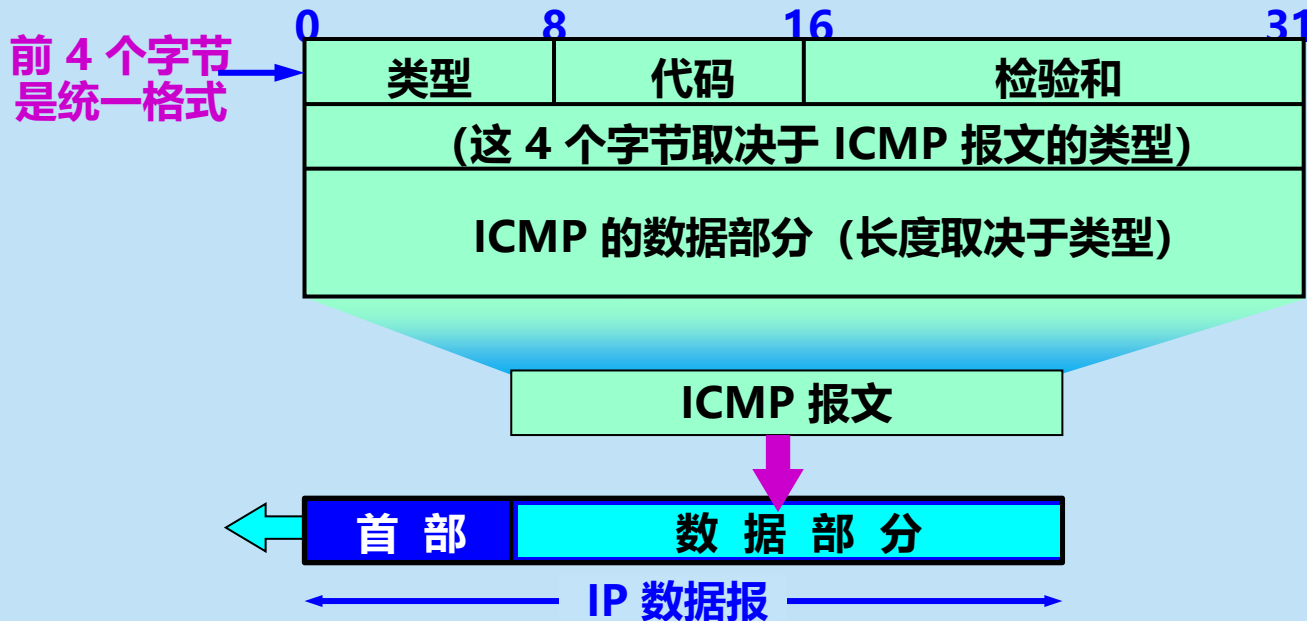 0 8 16 31
前 4 个字节
是统一格式
类型 代码 检验和
(这 4 个字节取决于 ICMP 报文的类型)
ICMP 的数据部分（长度取决于类型）
ICMP 报文
首 部 数 据 部 分
IP 数据报